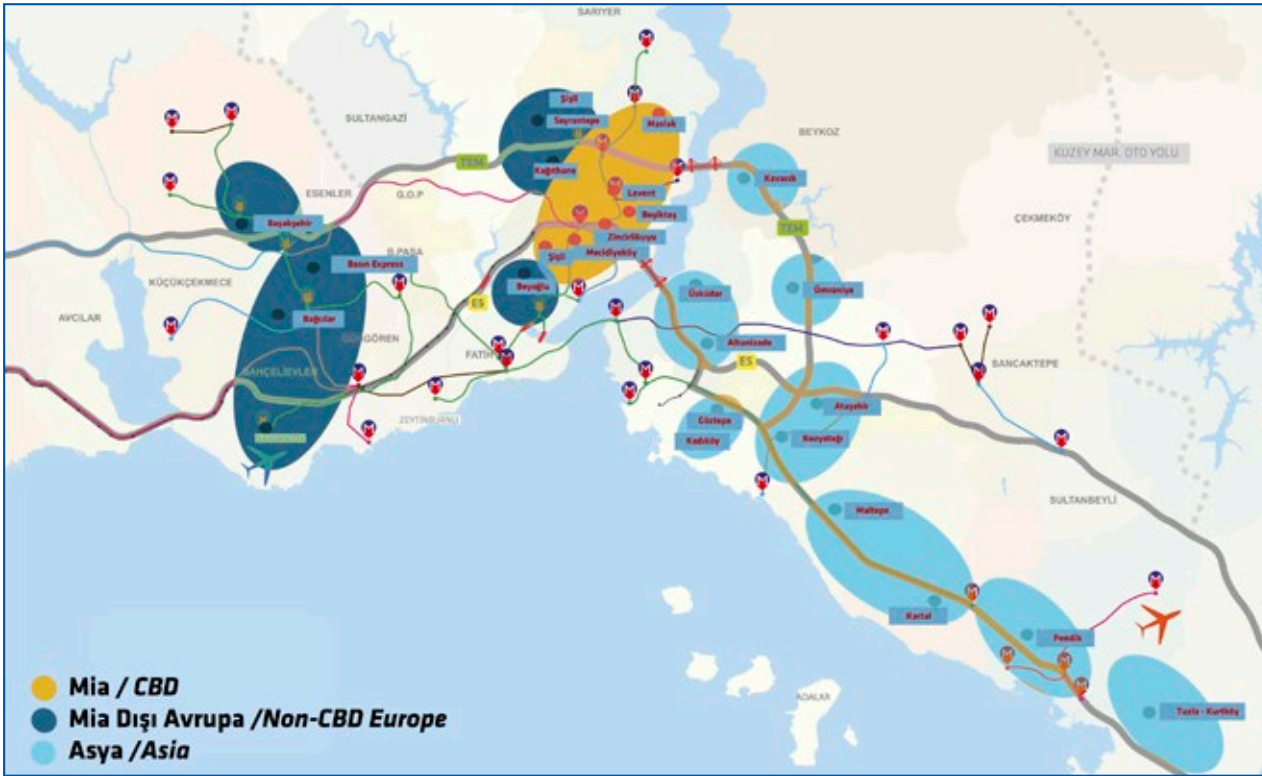 SARIYER
Şişli
Seyrantepe
Maslak
SULTANGAZİ
BEYKOZ
TEM
KUZEY MAR. OTO YOLU
Kağıthane
Kavacık
ESENLER
G.O.P
Levent
Beşiktaş
ÇEKMEKÖY
Başakşehir
Zincirlikuyu
TEM
Şişli
Mecidiyeköy
Basın Express
KÜÇÜKÇEKMECE
Beyoğlu
Üsküdar
Ümraniye
E5
AVCILAR
Bağcılar
GÜNGÖREN
Altunizade
FATİH
E5
SANCAKTEPE
BAHÇELİEVLER
Ataşehir
ZEYTİNBURNU
Göztepe
Kadıköy
Kozyatağı
SULTANBEYLİ
Maltepe
Kartal
Pendik
ADALAR
Tuzla - Kurtköy
Mia / CBD
Mia Dışı Avrupa /Non-CBD Europe
Asya /Asia